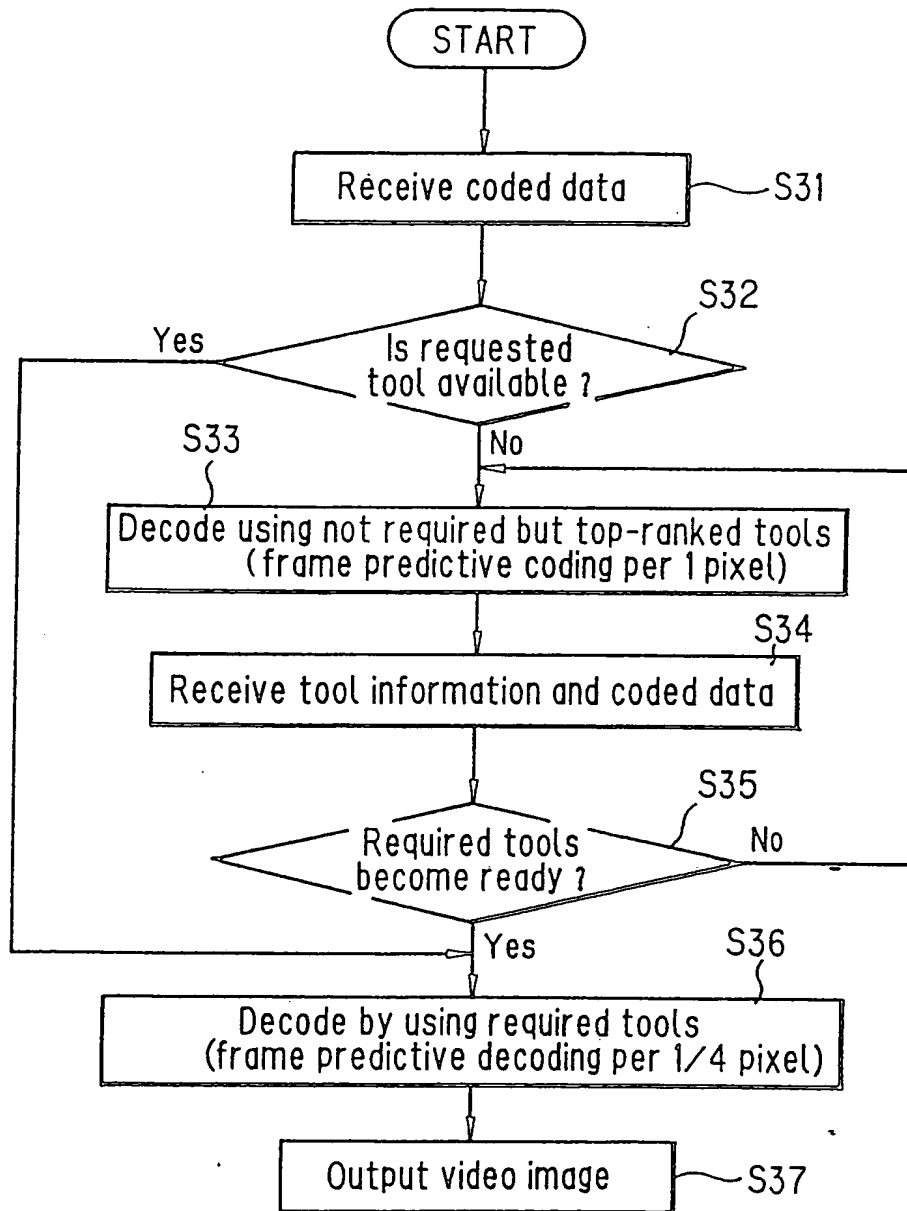 START
Receive coded data
S31
S32
Yes
Is requested
tool available ?
No
S33
Decode using not required but top-ranked tools
(frame predictive coding per 1 pixel)
S34
Receive tool information and coded data
S35
Required tools
become ready ?
No
Yes
S36
Decode by using required tools
(frame predictive decoding per 1/4 pixel)
Output video image
S37